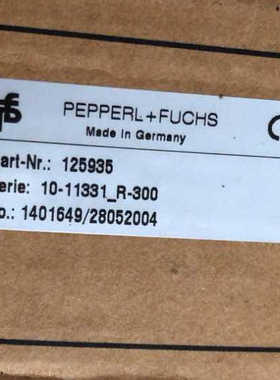 PEPPERL+FUCHS
Made in Germany
art-Nr.: 125935
erie: 10-11331_R-300
o.: 1401649/28052004